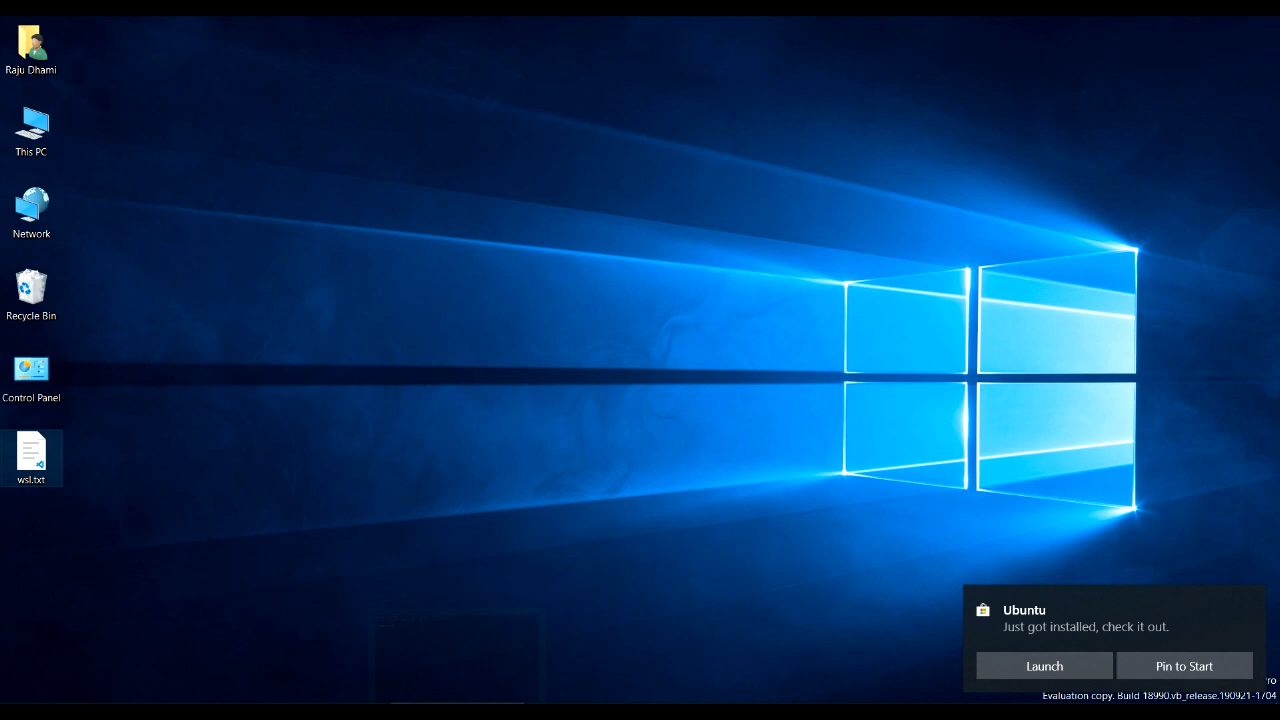 Raju Dhami
This PC
Network
Recycle Bin
Control Panel
wsl.txt
Ubuntu
Just got installed, check it out.
Launch
Pin to Start
ro
Evaluation copy. Build 18990.vb_release.190921-1704